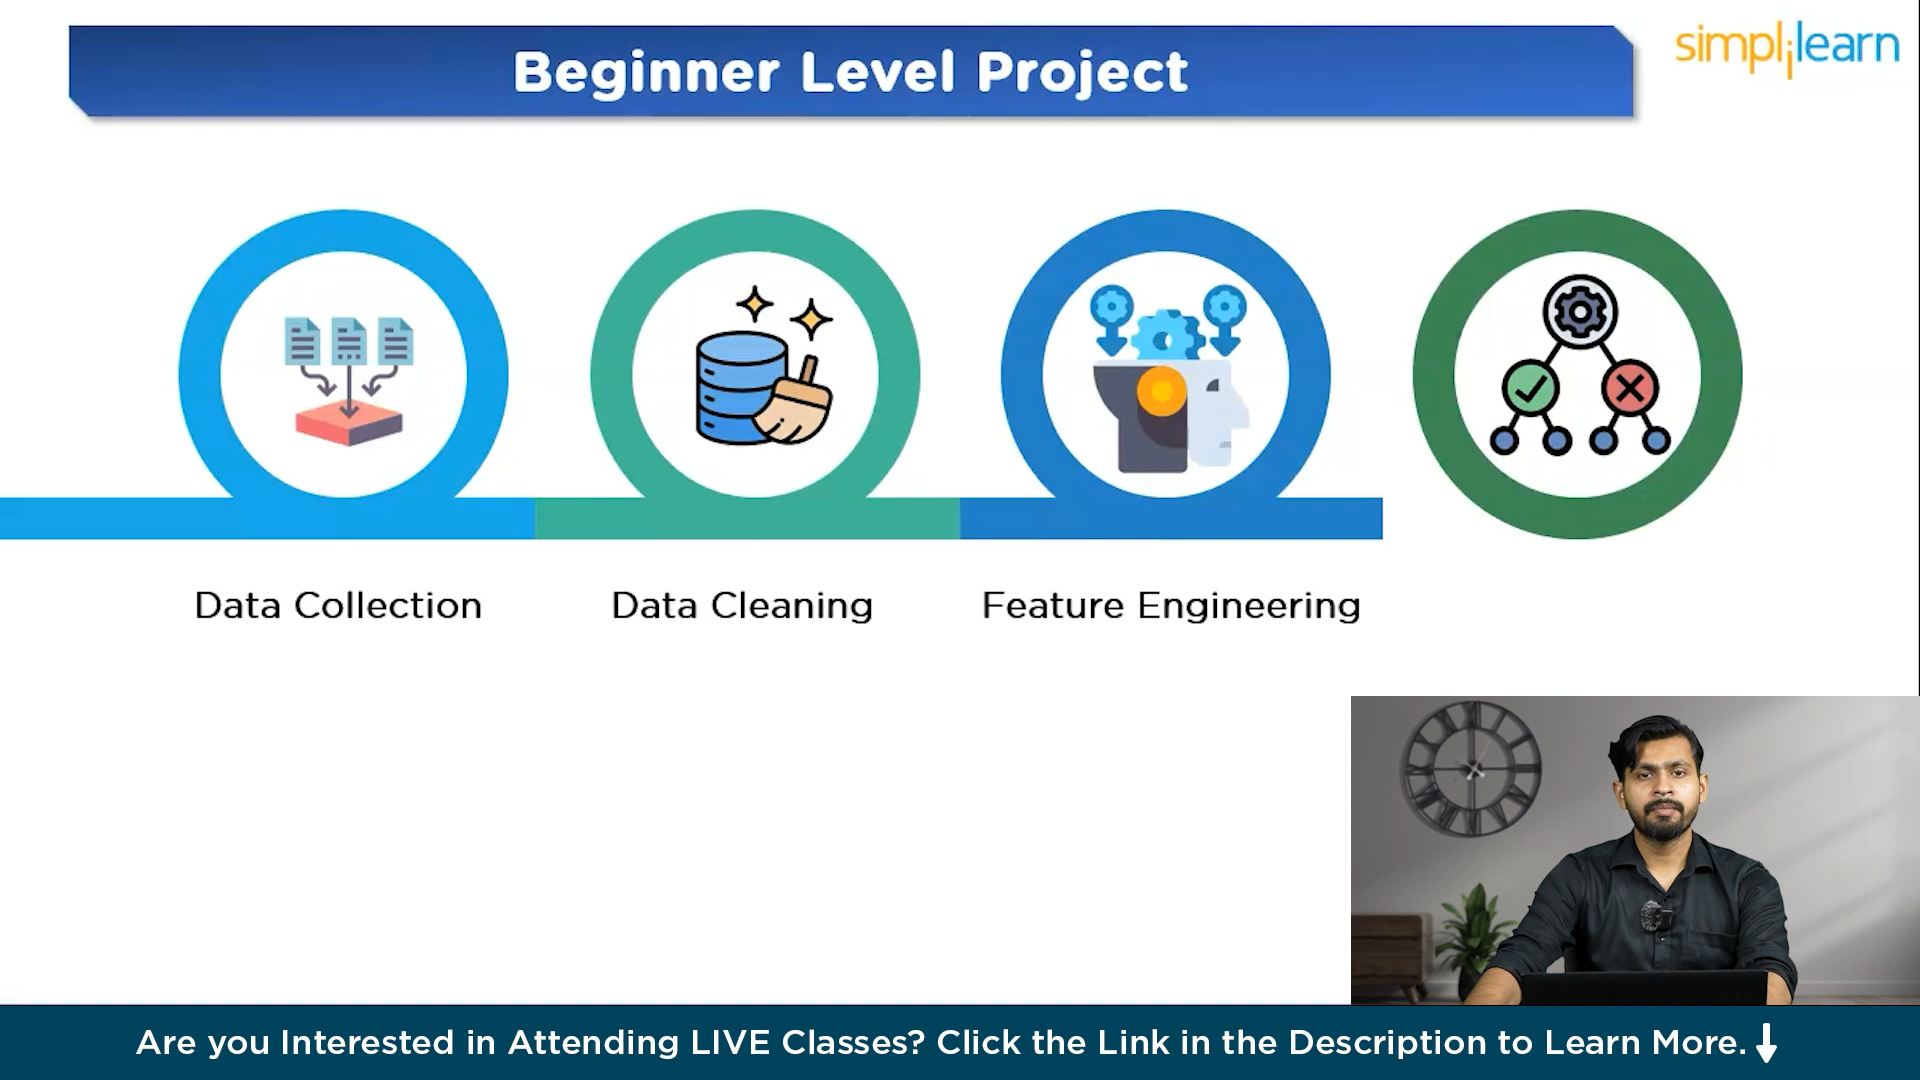 Beginner Level Project
simplilearn
Data Collection
Data Cleaning
Feature Engineering
Are you Interested in Attending LIVE Classes? Click the Link in the Description to Learn More.